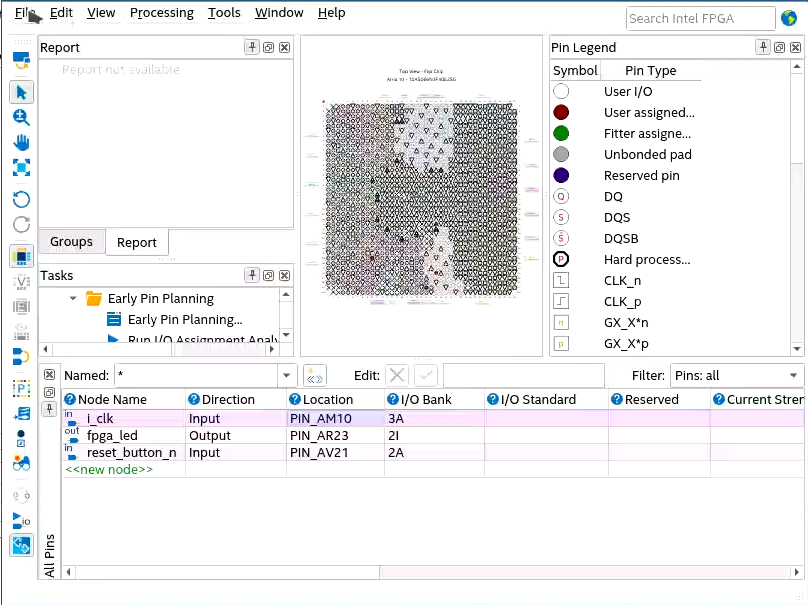 File Edit View Processing Tools Window Help
Search Intel FPGA
Report
Report not available
Groups Report
Tasks
Early Pin Planning
Early Pin Planning...
Run I/O Assignment Analy
Top View - Flip Chip
Pin Legend
Symbol Pin Type
User I/O
User assigned...
Fitter assigne...
Unbonded pad
Reserved pin
Q DQ
S DQS
S DQSB
P Hard process...
CLK_n
CLK_p
n GX_X*n
p GX_X*p
Named: * Edit: Filter: Pins: all
Node Name Direction Location I/O Bank I/O Standard Reserved Current Stren
in i_clk Input PIN_AM10 3A
out fpga_led Output PIN_AR23 2I
in reset_button_n Input PIN_AV21 2A
<<new node>>
All Pins